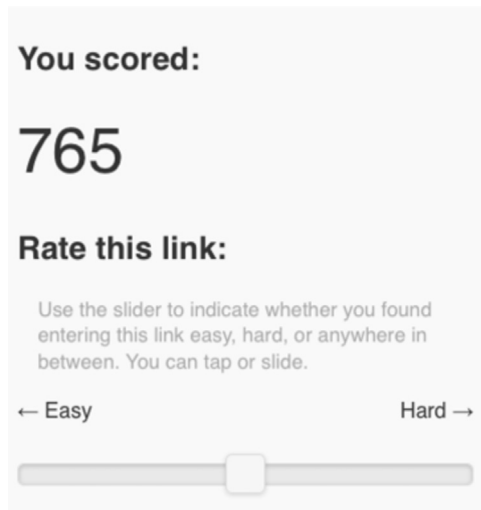 You scored:
765
Rate this link:
Use the slider to indicate whether you found
entering this link easy, hard, or anywhere in
between. You can tap or slide.
← Easy Hard →